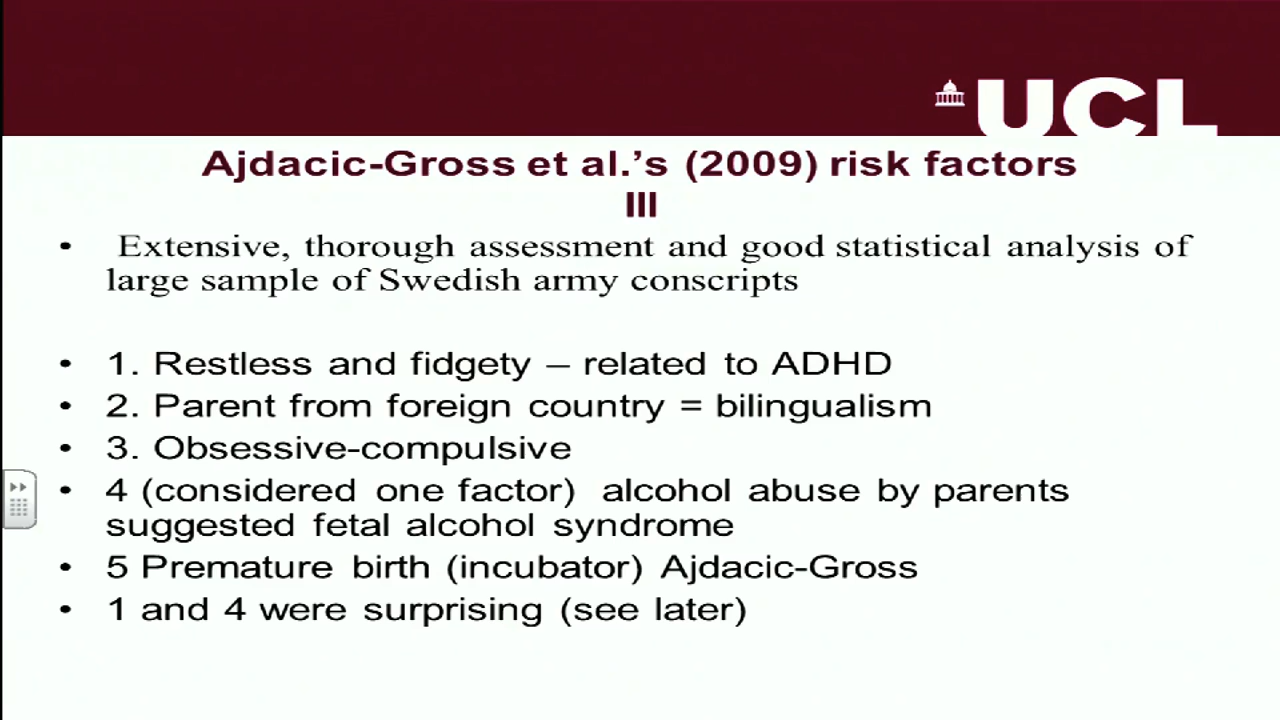 UCL
Ajdacic-Gross et al.’s (2009) risk factors
III
• Extensive, thorough assessment and good statistical analysis of
large sample of Swedish army conscripts
• 1. Restless and fidgety – related to ADHD
• 2. Parent from foreign country = bilingualism
• 3. Obsessive-compulsive
• 4 (considered one factor) alcohol abuse by parents
suggested fetal alcohol syndrome
• 5 Premature birth (incubator) Ajdacic-Gross
• 1 and 4 were surprising (see later)